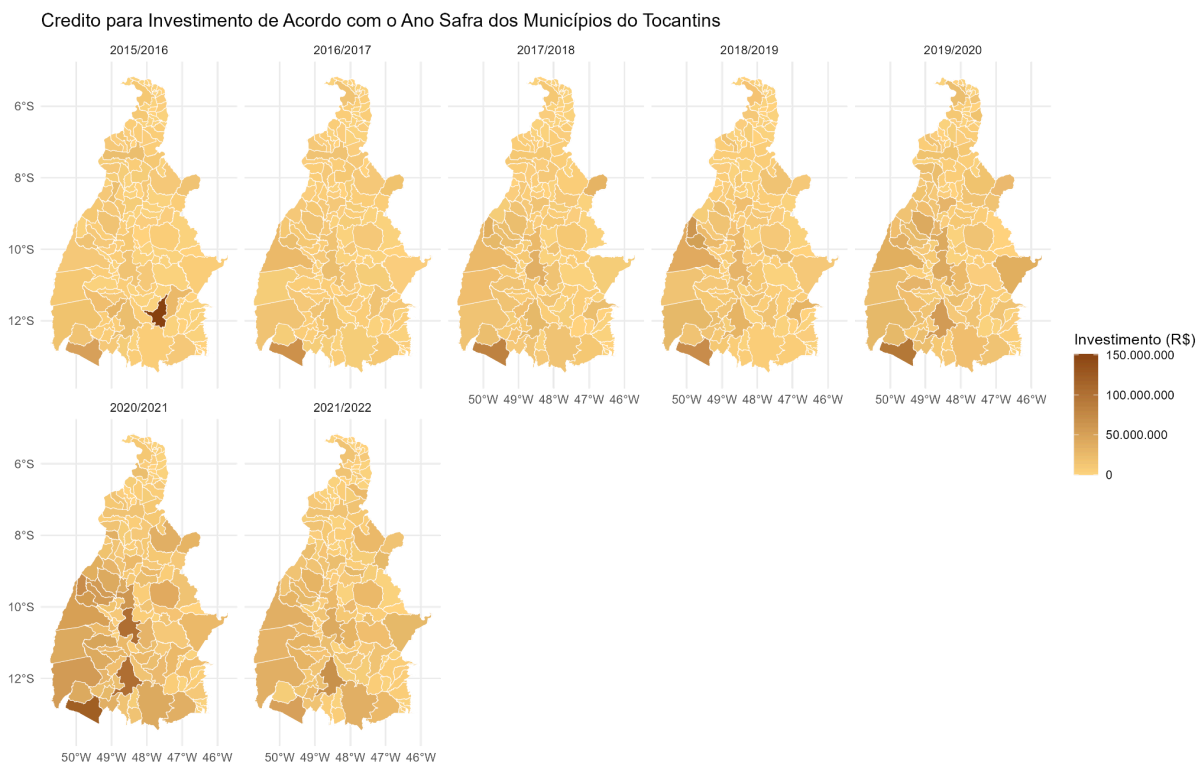 Credito para Investimento de Acordo com o Ano Safra dos Municípios do Tocantins
2015/2016 2016/2017 2017/2018 2018/2019 2019/2020
6°S
8°S
10°S
12°S
50°W 49°W 48°W 47°W 46°W 50°W 49°W 48°W 47°W 46°W 50°W 49°W 48°W 47°W 46°W
Investimento (R$)
150.000.000
100.000.000
50.000.000
0
2020/2021 2021/2022
6°S
8°S
10°S
12°S
50°W 49°W 48°W 47°W 46°W 50°W 49°W 48°W 47°W 46°W